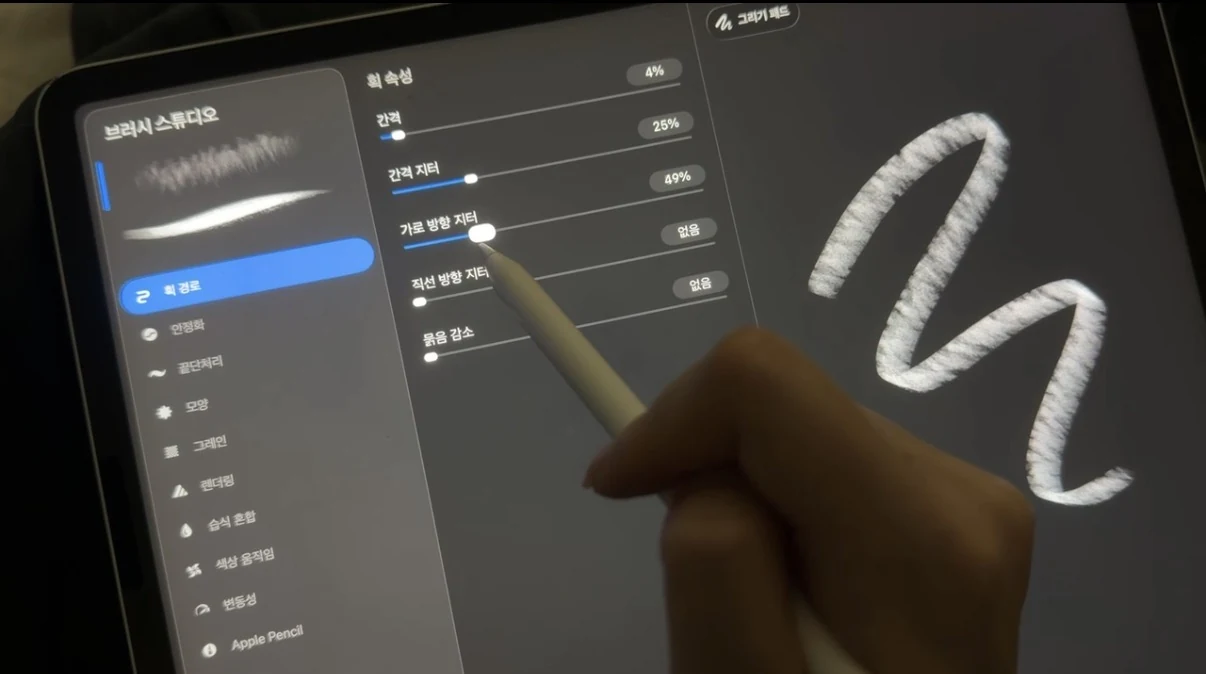 브러시 스튜디오
획 경로
안정화
끝단처리
모양
그레인
렌더링
습식 혼합
색상 움직임
변동성
Apple Pencil
획 속성
간격
4%
간격 지터
25%
가로 방향 지터
49%
직선 방향 지터
없음
묽음 감소
없음
그리기 패드